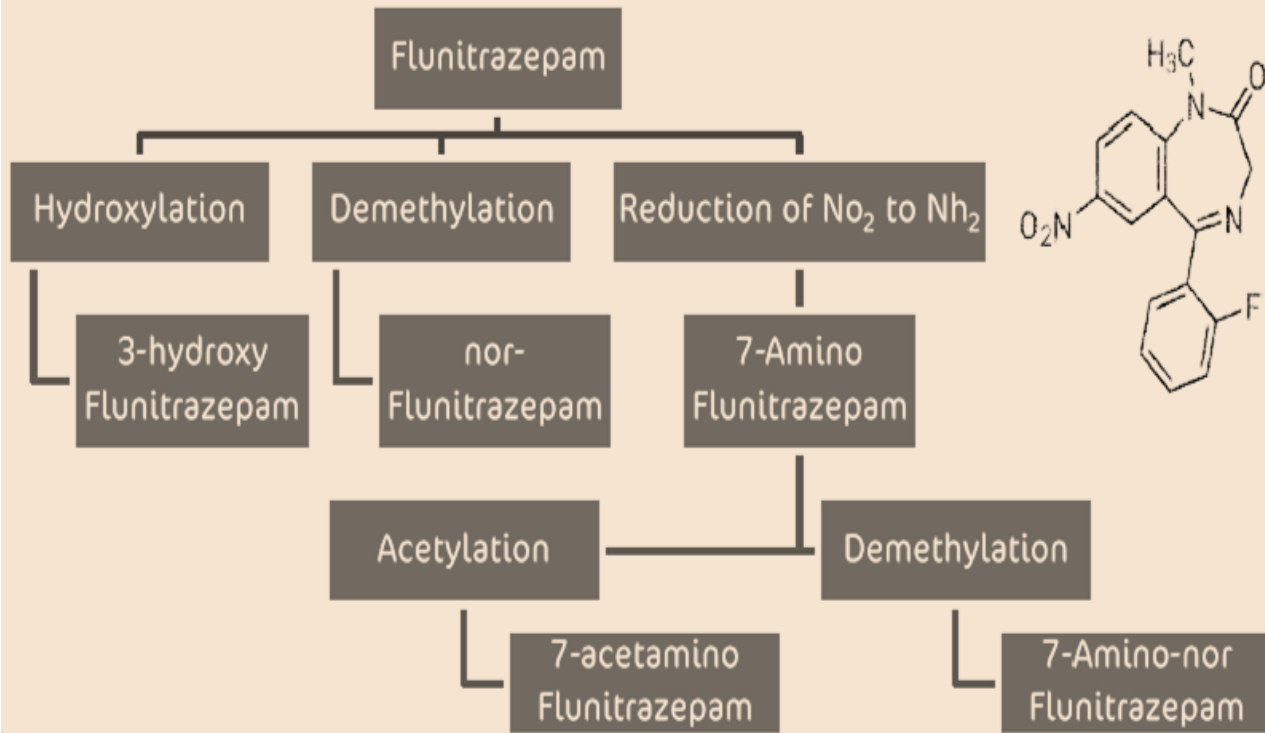 Flunitrazepam
Hydroxylation
Demethylation
Reduction of No₂ to Nh₂
3-hydroxy
Flunitrazepam
nor-
Flunitrazepam
7-Amino
Flunitrazepam
Acetylation
Demethylation
7-acetamino
Flunitrazepam
7-Amino-nor
Flunitrazepam
H₃C
N
O
O₂N
N
F